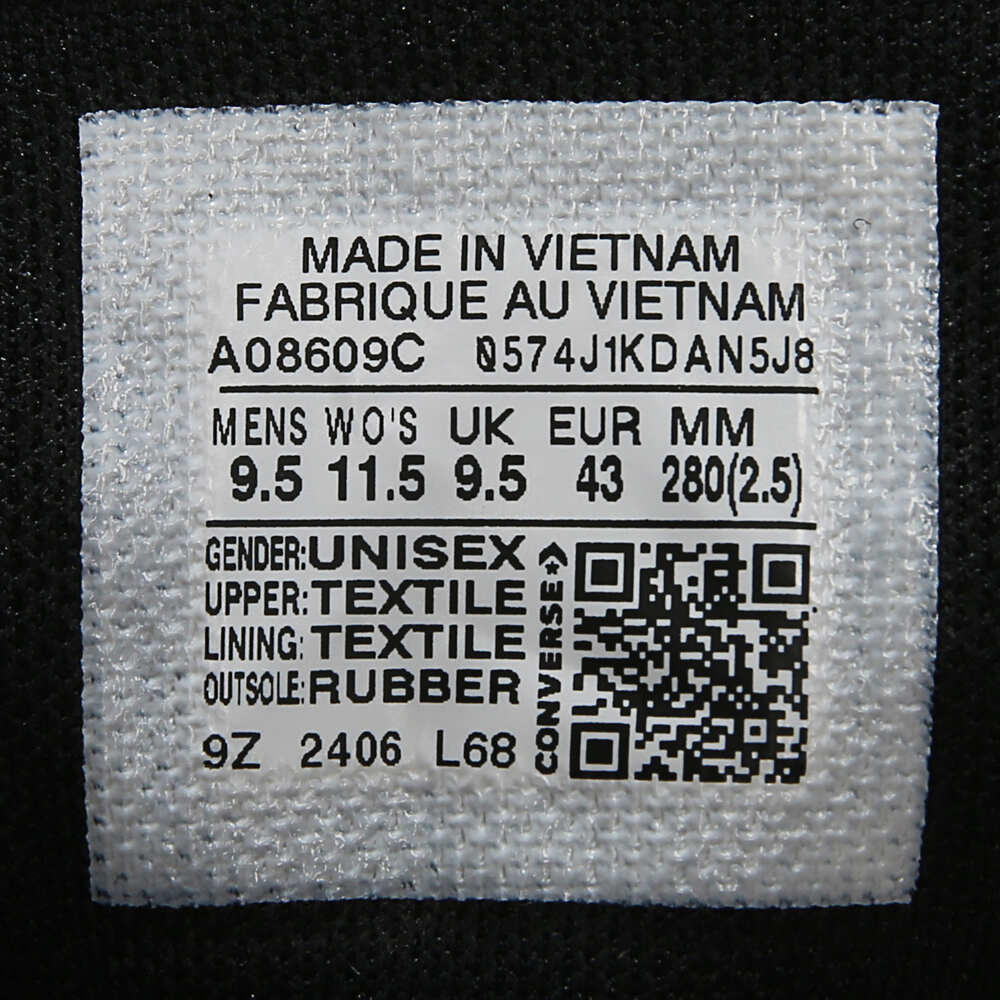 MADE IN VIETNAM
FABRIQUE AU VIETNAM
A08609C 0574J1KDAN5J8
MENS WO'S UK EUR MM
9.5 11.5 9.5 43 280(2.5)
GENDER:UNISEX
UPPER:TEXTILE
LINING:TEXTILE
OUTSOLE:RUBBER
9Z 2406 L68
CONVERSE